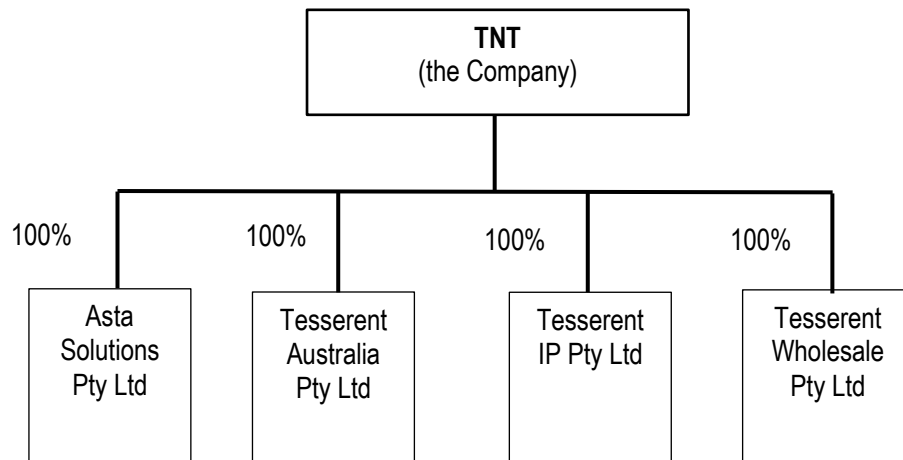 TNT
(the Company)
100%
100%
100%
100%
Asta
Solutions
Pty Ltd
Tesserent
Australia
Pty Ltd
Tesserent
IP Pty Ltd
Tesserent
Wholesale
Pty Ltd